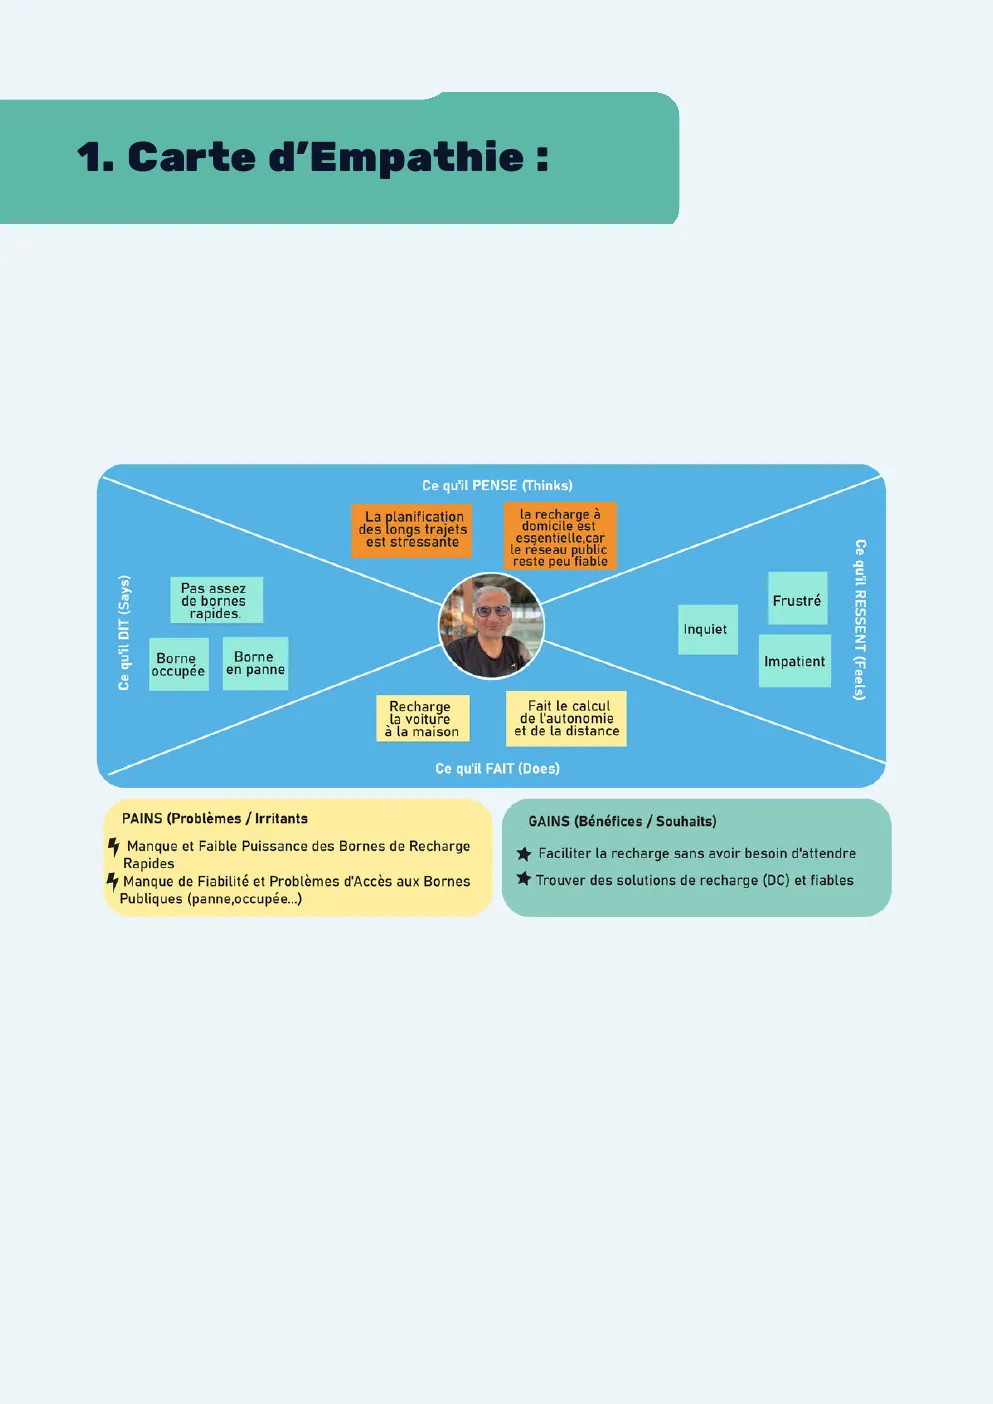 1. Carte d'Empathie :
Ce qu'il PENSE (Thinks)
La planification
des longs trajets
est stressante
la recharge à
domicile est
essentielle,car
le réseau public
reste peu fiable
Ce qu'il DIT (Says)
Pas assez
de bornes
rapides.
Borne
occupée
Borne
en panne
Ce qu'il RESSENT (Feels)
Frustré
Inquiet
Impatient
Recharge
la voiture
à la maison
Fait le calcul
de l'autonomie
et de la distance
Ce qu'il FAIT (Does)
PAINS (Problèmes / Irritants
Manque et Faible Puissance des Bornes de Recharge
Rapides
Manque de Fiabilité et Problèmes d'Accès aux Bornes
Publiques (panne,occupée...)
GAINS (Bénéfices / Souhaits)
Faciliter la recharge sans avoir besoin d'attendre
Trouver des solutions de recharge (DC) et fiables